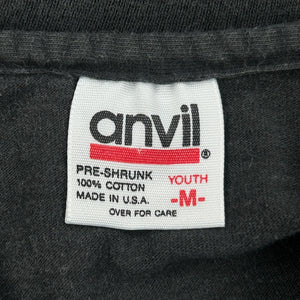 anvil®
PRE-SHRUNK
100% COTTON
MADE IN U.S.A.
YOUTH
-M-
OVER FOR CARE